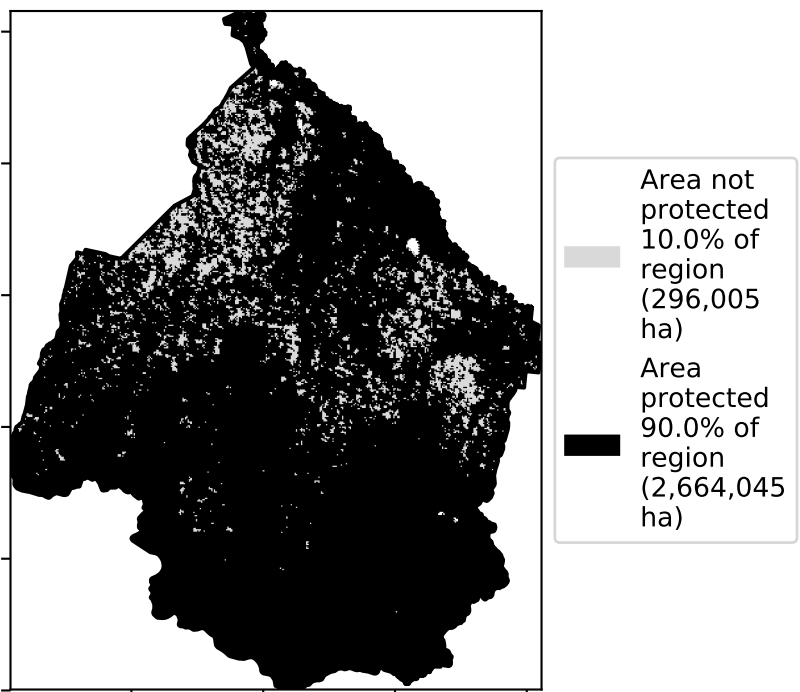 Area not
protected
10.0% of
region
(296,005
ha)
Area
protected
90.0% of
region
(2,664,045
ha)